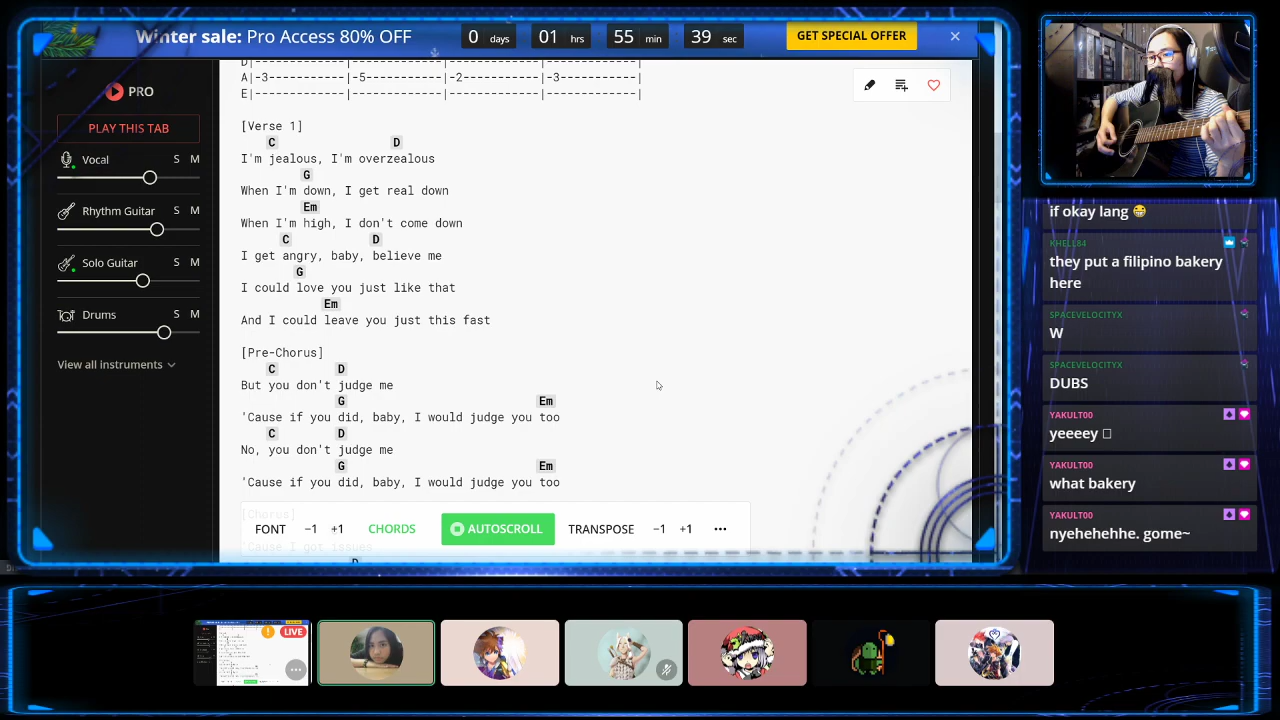 Winter sale: Pro Access 80% OFF
0 days 01 hrs 55 min 39 sec
GET SPECIAL OFFER
PRO
PLAY THIS TAB
Vocal S M
Rhythm Guitar S M
Solo Guitar S M
Drums S M
View all instruments
D|-------------|-------------|-------------|-------------|
A|-3-----------|-5-----------|-2-----------|-3-----------|
E|-------------|-------------|-------------|-------------|
[Verse 1]
C D
I'm jealous, I'm overzealous
G
When I'm down, I get real down
Em
When I'm high, I don't come down
C D
I get angry, baby, believe me
G
I could love you just like that
Em
And I could leave you just this fast
[Pre-Chorus]
C D
But you don't judge me
G Em
'Cause if you did, baby, I would judge you too
C D
No, you don't judge me
G Em
'Cause if you did, baby, I would judge you too
[Chorus]
'Cause I got issues
D
FONT −1 +1 CHORDS AUTOSCROLL TRANSPOSE −1 +1
if okay lang
KHELL84
they put a filipino bakery
here
SPACEVELOCITYX
W
SPACEVELOCITYX
DUBS
YAKULT00
yeeeey
YAKULT00
what bakery
YAKULT00
nyehehehhe. gome~
LIVE